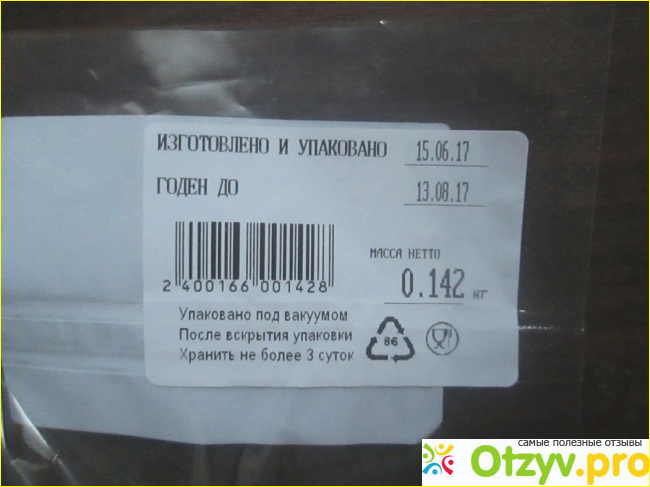 ИЗГОТОВЛЕНО И УПАКОВАНО 15.06.17
ГОДЕН ДО 13.08.17
МАССА НЕТТО
0.142 кг
2 400166 001428
Упаковано под вакуумом
После вскрытия упаковки
Хранить не более 3 суток
86
самые полезные отзывы
Otzyv.pro